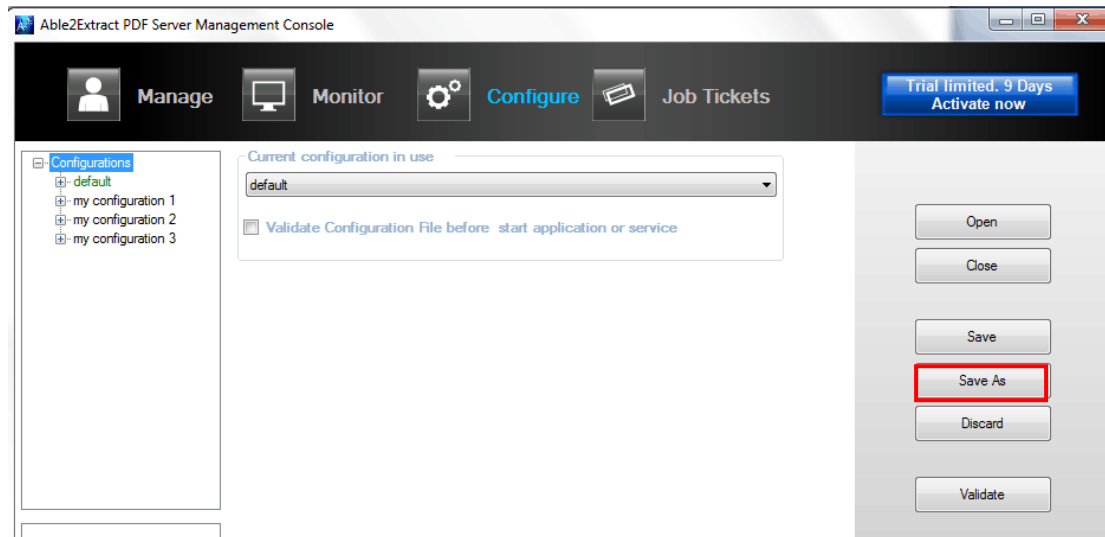 Able2Extract PDF Server Management Console
Manage
Monitor
Configure
Job Tickets
Trial limited. 9 Days
Activate now
Configurations
default
my configuration 1
my configuration 2
my configuration 3
Current configuration in use
default
Validate Configuration File before start application or service
Open
Close
Save
Save As
Discard
Validate